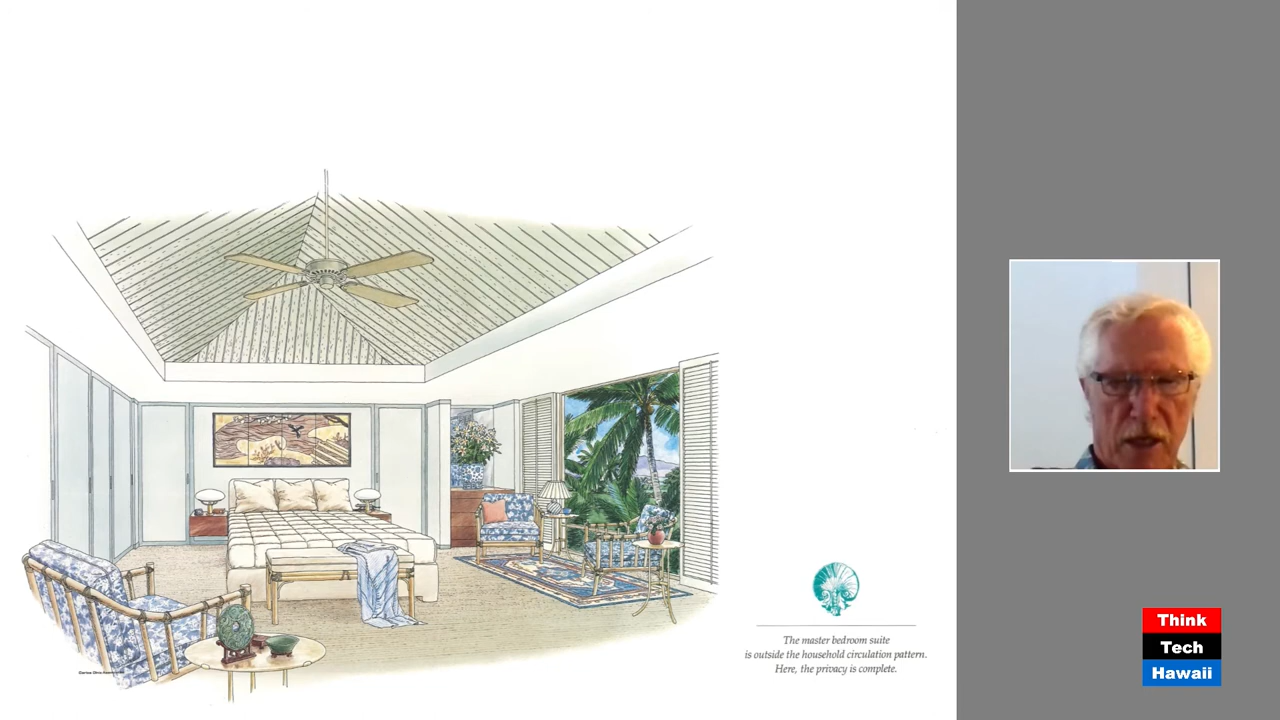 The master bedroom suite
is outside the household circulation pattern.
Here, the privacy is complete.
Think
Tech
Hawaii